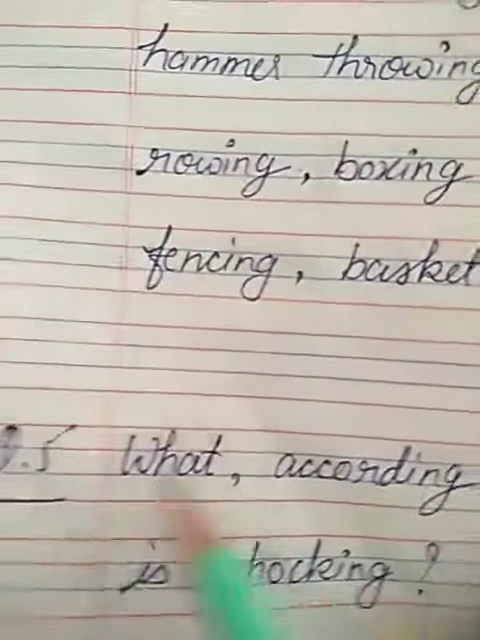 hammer throwing
rowing, boxing
fencing, basket
.5 What, according
is hocking?